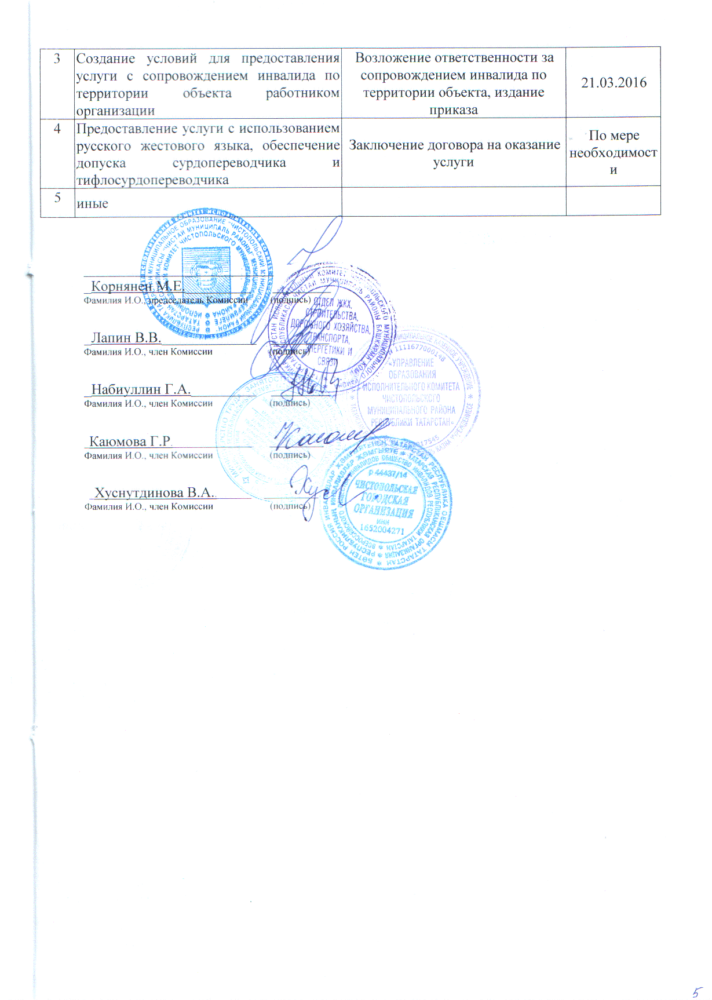 3
Создание условий для предоставления
услуги с сопровождением инвалида по
территории объекта работником
организации
Возложение ответственности за
сопровождением инвалида по
территории объекта, издание
приказа
21.03.2016
4
Предоставление услуги с использованием
русского жестового языка, обеспечение
допуска сурдопереводчика и
тифлосурдопереводчика
Заключение договора на оказание
услуги
По мере
необходимост
и
5
иные
Корнянен М.Е.
Фамилия И.О., председатель Комиссии (подпись)
Лапин В.В.
Фамилия И.О., член Комиссии (подпись)
Набиуллин Г.А.
Фамилия И.О., член Комиссии (подпись)
Каюмова Г.Р.
Фамилия И.О., член Комиссии (подпись)
Хуснутдинова В.А.
Фамилия И.О., член Комиссии (подпись)
ОТДЕЛ ЖКХ,
СТРОИТЕЛЬСТВА,
ДОРОЖНОГО ХОЗЯЙСТВА,
ТРАНСПОРТА,
ЭНЕРГЕТИКИ И
СВЯЗИ
«УПРАВЛЕНИЕ
ОБРАЗОВАНИЯ
ИСПОЛНИТЕЛЬНОГО КОМИТЕТА
ЧИСТОПОЛЬСКОГО
МУНИЦИПАЛЬНОГО РАЙОНА
РЕСПУБЛИКИ ТАТАРСТАН»
Р 44437/14
ЧИСТОПОЛЬСКАЯ
ГОРОДСКАЯ
ОРГАНИЗАЦИЯ
ИНН
1652004271
5